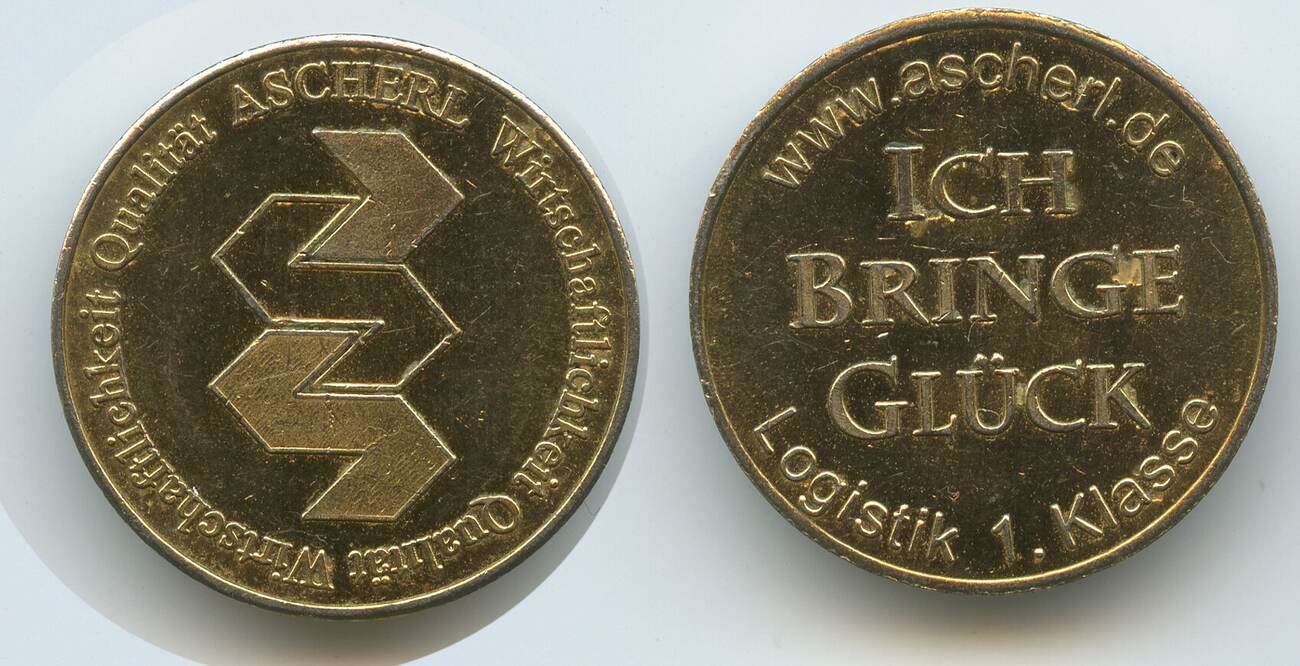 ASCHERL Wirtschaftlichkeit Qualität Wirtschaftlichkeit Qualität
www.ascherl.de
ICH
BRINGE
GLÜCK
Logistik 1. Klasse